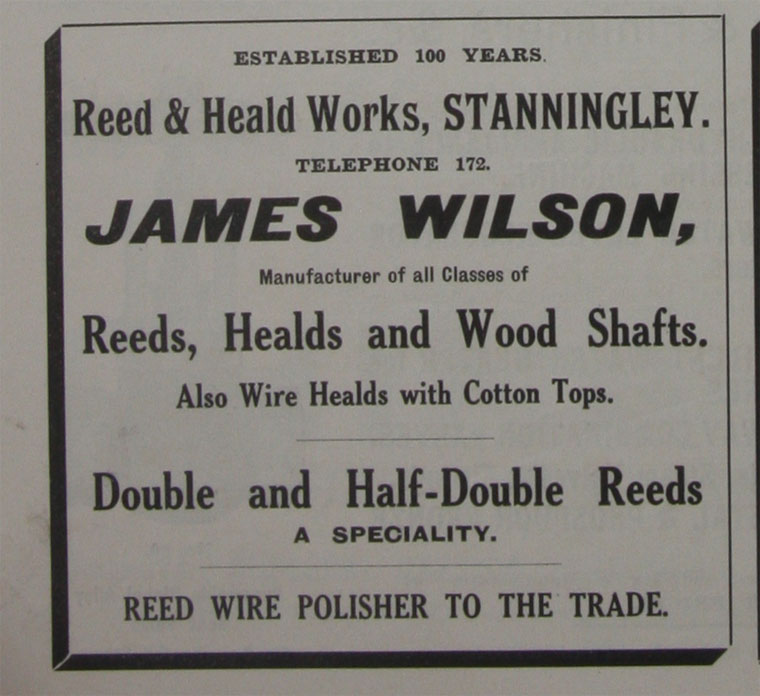 ESTABLISHED 100 YEARS.
Reed & Heald Works, STANNINGLEY.
TELEPHONE 172.
JAMES WILSON,
Manufacturer of all Classes of
Reeds, Healds and Wood Shafts.
Also Wire Healds with Cotton Tops.
Double and Half-Double Reeds
A SPECIALITY.
REED WIRE POLISHER TO THE TRADE.